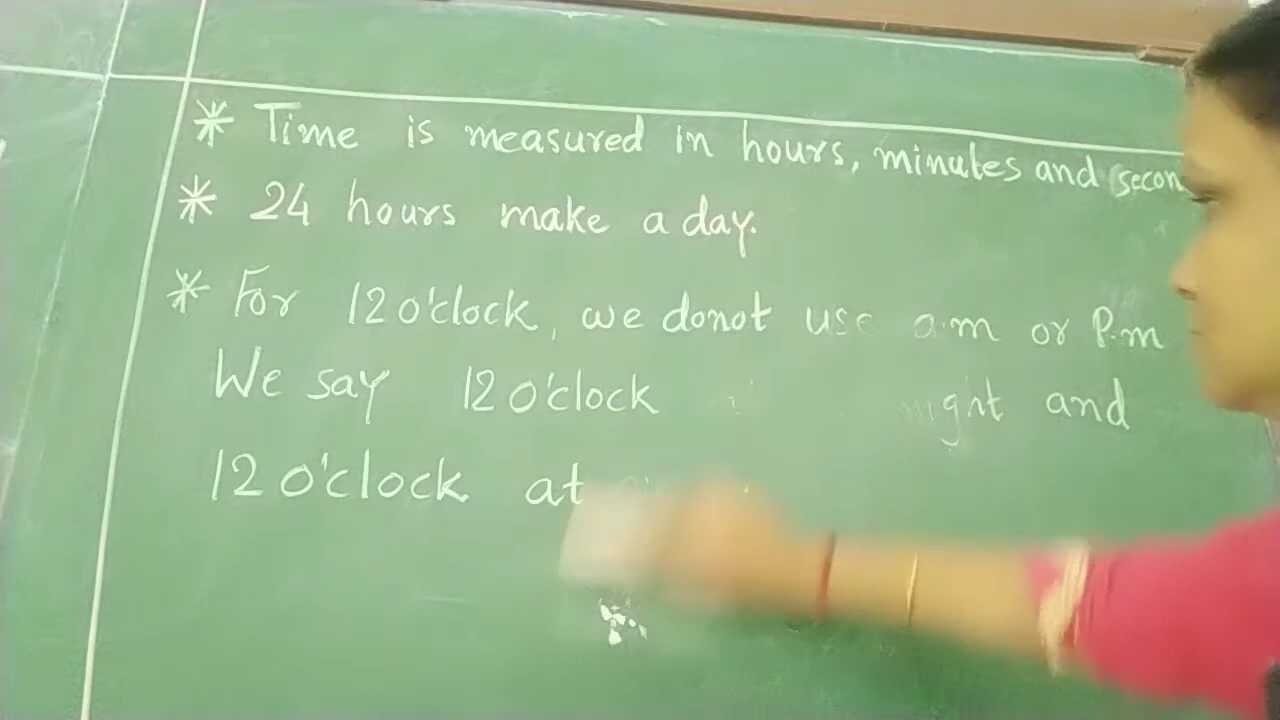 * Time is measured in hours, minutes and secon
* 24 hours make a day.
* For 12 o'clock, we donot use a.m or P.m
We say 12 o'clock and
12 o'clock at